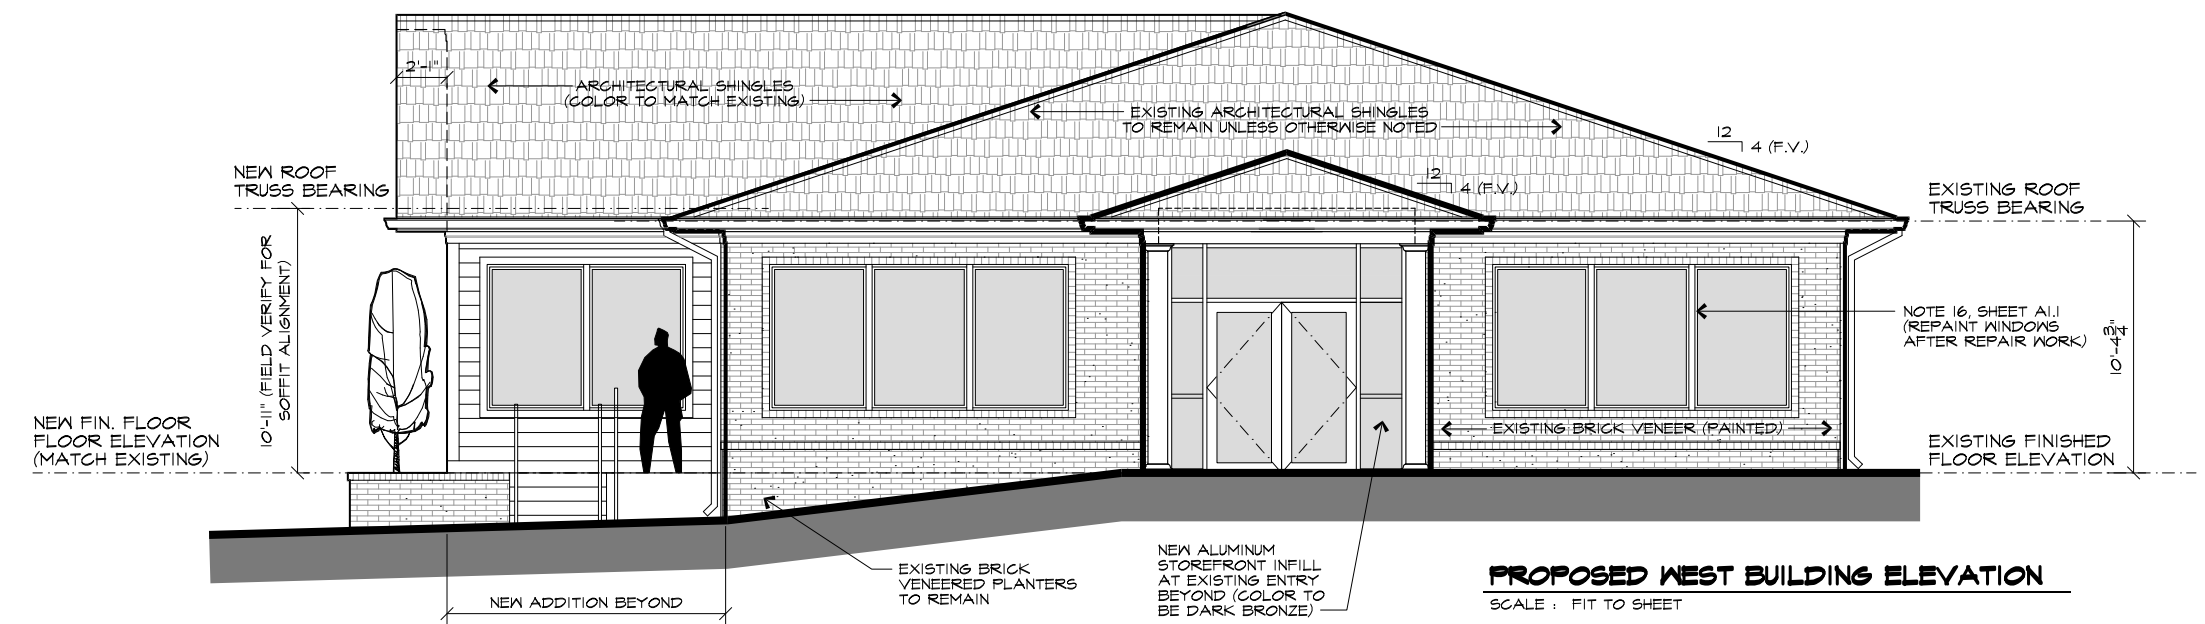 2'-1"
ARCHITECTURAL SHINGLES
(COLOR TO MATCH EXISTING)
EXISTING ARCHITECTURAL SHINGLES
TO REMAIN UNLESS OTHERWISE NOTED
12
4 (F.V.)
12
4 (F.V.)
NEW ROOF
TRUSS BEARING
EXISTING ROOF
TRUSS BEARING
10'-11" (FIELD VERIFY FOR
SOFFIT ALIGNMENT)
NOTE 16, SHEET A1.1
(REPAINT WINDOWS
AFTER REPAIR WORK)
10'-4 3/4"
NEW FIN. FLOOR
FLOOR ELEVATION
(MATCH EXISTING)
EXISTING BRICK VENEER (PAINTED)
EXISTING FINISHED
FLOOR ELEVATION
NEW ADDITION BEYOND
EXISTING BRICK
VENEERED PLANTERS
TO REMAIN
NEW ALUMINUM
STOREFRONT INFILL
AT EXISTING ENTRY
BEYOND (COLOR TO
BE DARK BRONZE)
PROPOSED WEST BUILDING ELEVATION
SCALE : FIT TO SHEET